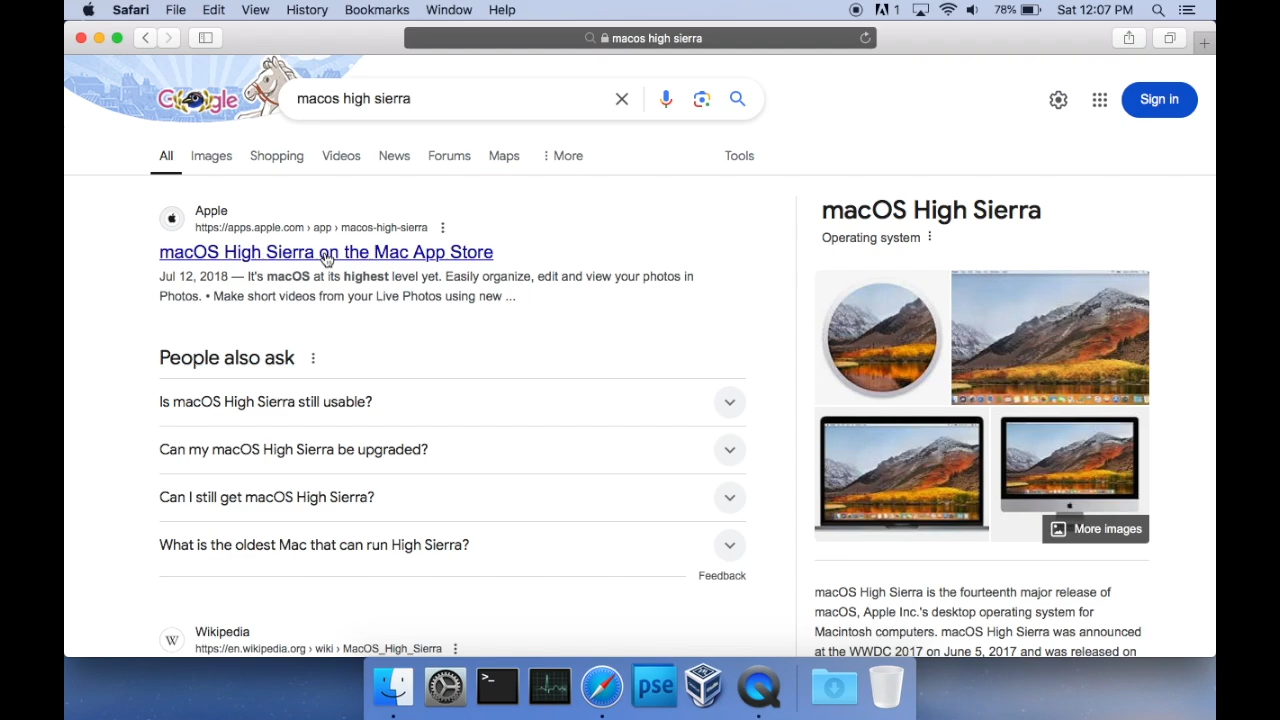 Safari File Edit View History Bookmarks Window Help
1 78% Sat 12:07 PM
macos high sierra
macos high sierra
Sign in
All Images Shopping Videos News Forums Maps More Tools
Apple
https://apps.apple.com › app › macos-high-sierra
macOS High Sierra on the Mac App Store
Jul 12, 2018 — It's macOS at its highest level yet. Easily organize, edit and view your photos in
Photos. • Make short videos from your Live Photos using new ...
People also ask
Is macOS High Sierra still usable?
Can my macOS High Sierra be upgraded?
Can I still get macOS High Sierra?
What is the oldest Mac that can run High Sierra?
Feedback
W Wikipedia
https://en.wikipedia.org › wiki › MacOS_High_Sierra
macOS High Sierra
Operating system
More images
macOS High Sierra is the fourteenth major release of
macOS, Apple Inc.'s desktop operating system for
Macintosh computers. macOS High Sierra was announced
at the WWDC 2017 on June 5, 2017 and was released on
>_
pse